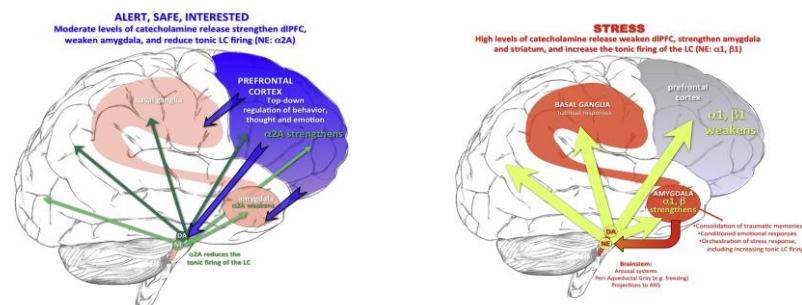 ALERT, SAFE, INTERESTED
Moderate levels of catecholamine release strengthen dlPFC,
weaken amygdala, and reduce tonic LC firing (NE: α2A)
PREFRONTAL
CORTEX
Top-down
regulation of behavior,
thought and emotion
α2A strengthens
basal ganglia
amygdala
α2A weakens
DA
NE
α2A reduces the
tonic firing of the LC
STRESS
High levels of catecholamine release weaken dlPFC, strengthen amygdala
and striatum, and increase the tonic firing of the LC (NE: α1, β1)
prefrontal
cortex
α1, β1
weakens
BASAL GANGLIA
habitual responses
AMYGDALA
α1, β
strengthens
•Consolidation of traumatic memories
•Conditioned emotional responses
•Orchestration of stress response,
including increasing tonic LC firing
DA
NE
Brainstem:
Arousal systems
Peri-Aqueductal Gray (e.g. freezing)
Projections to ANS